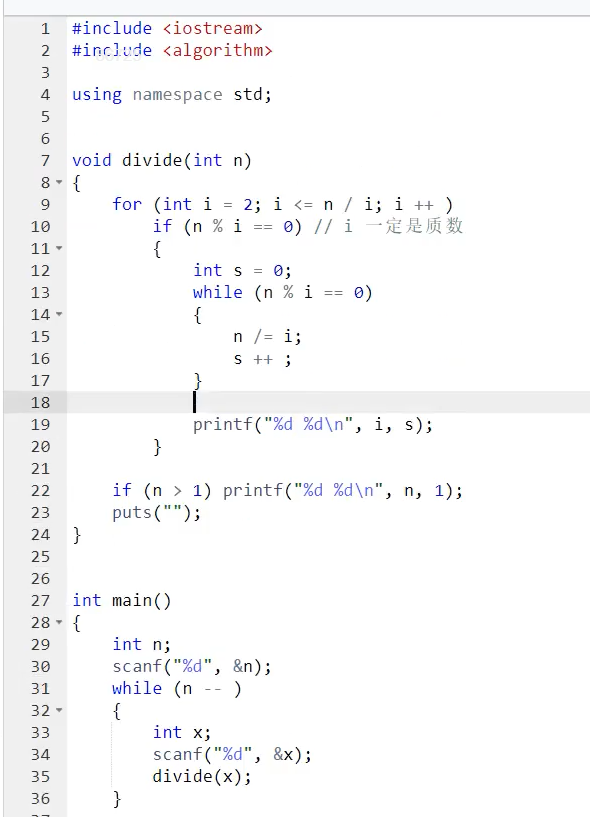 1 #include <iostream>
2 #include <algorithm>
3
4 using namespace std;
5
6
7 void divide(int n)
8 {
9     for (int i = 2; i <= n / i; i ++ )
10         if (n % i == 0) // i 一定是质数
11         {
12             int s = 0;
13             while (n % i == 0)
14             {
15                 n /= i;
16                 s ++ ;
17             }
18
19             printf("%d %d\n", i, s);
20         }
21
22     if (n > 1) printf("%d %d\n", n, 1);
23     puts("");
24 }
25
26
27 int main()
28 {
29     int n;
30     scanf("%d", &n);
31     while (n -- )
32     {
33         int x;
34         scanf("%d", &x);
35         divide(x);
36     }